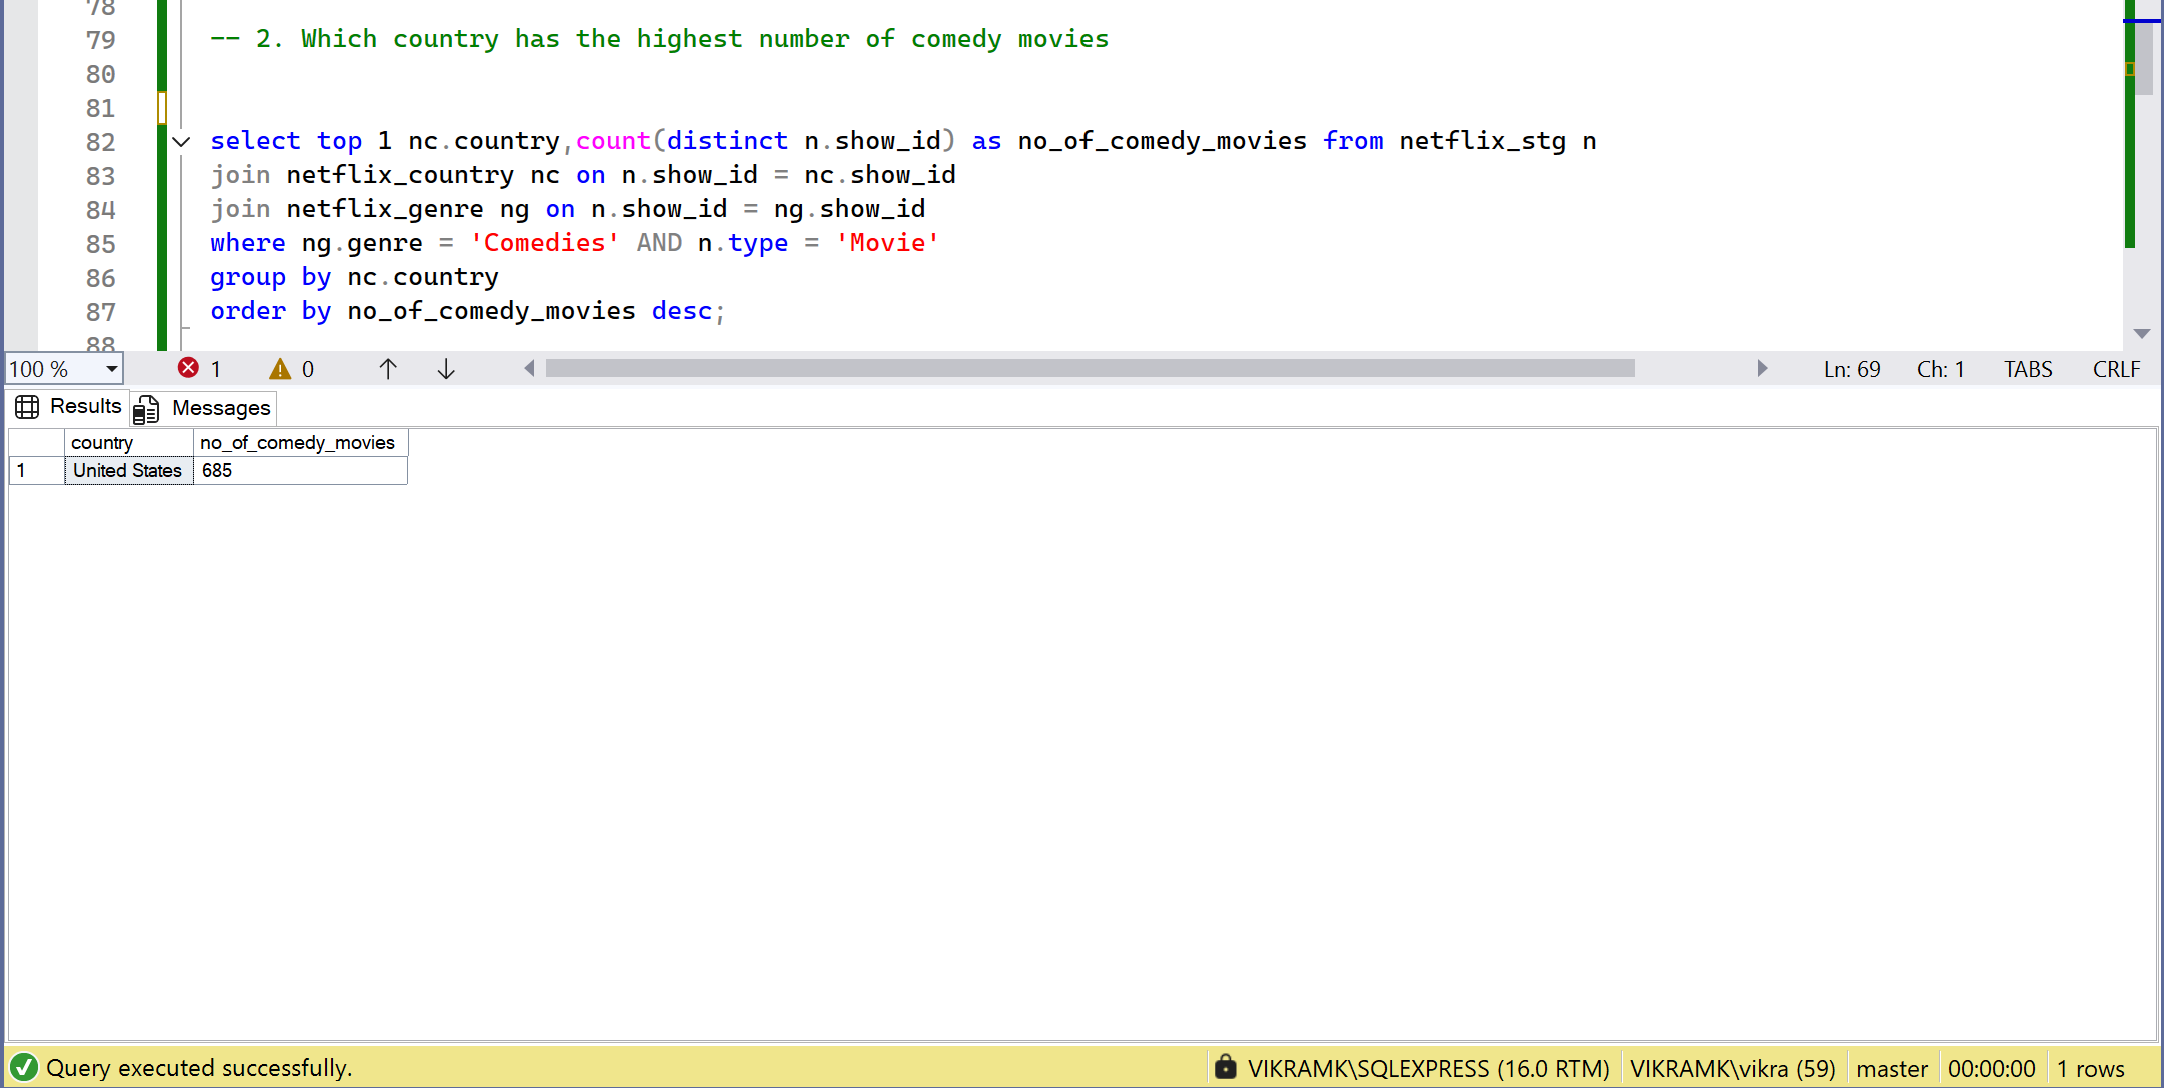 78
79 -- 2. Which country has the highest number of comedy movies
80
81
82 select top 1 nc.country,count(distinct n.show_id) as no_of_comedy_movies from netflix_stg n
83 join netflix_country nc on n.show_id = nc.show_id
84 join netflix_genre ng on n.show_id = ng.show_id
85 where ng.genre = 'Comedies' AND n.type = 'Movie'
86 group by nc.country
87 order by no_of_comedy_movies desc;
88
100 % 1 0 Ln: 69 Ch: 1 TABS CRLF
Results Messages
country no_of_comedy_movies
1 United States 685
Query executed successfully. VIKRAMK\SQLEXPRESS (16.0 RTM) VIKRAMK\vikra (59) master 00:00:00 1 rows